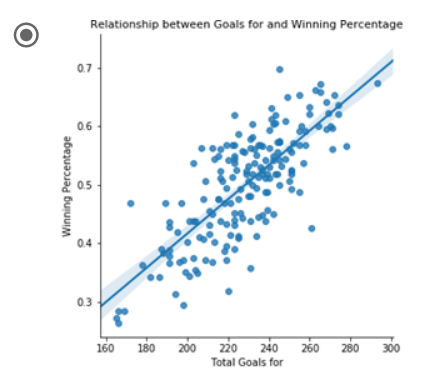 Relationship between Goals for and Winning Percentage
0.7
0.6
0.5
0.4
0.3
Winning Percentage
160 180 200 220 240 260 280 300
Total Goals for